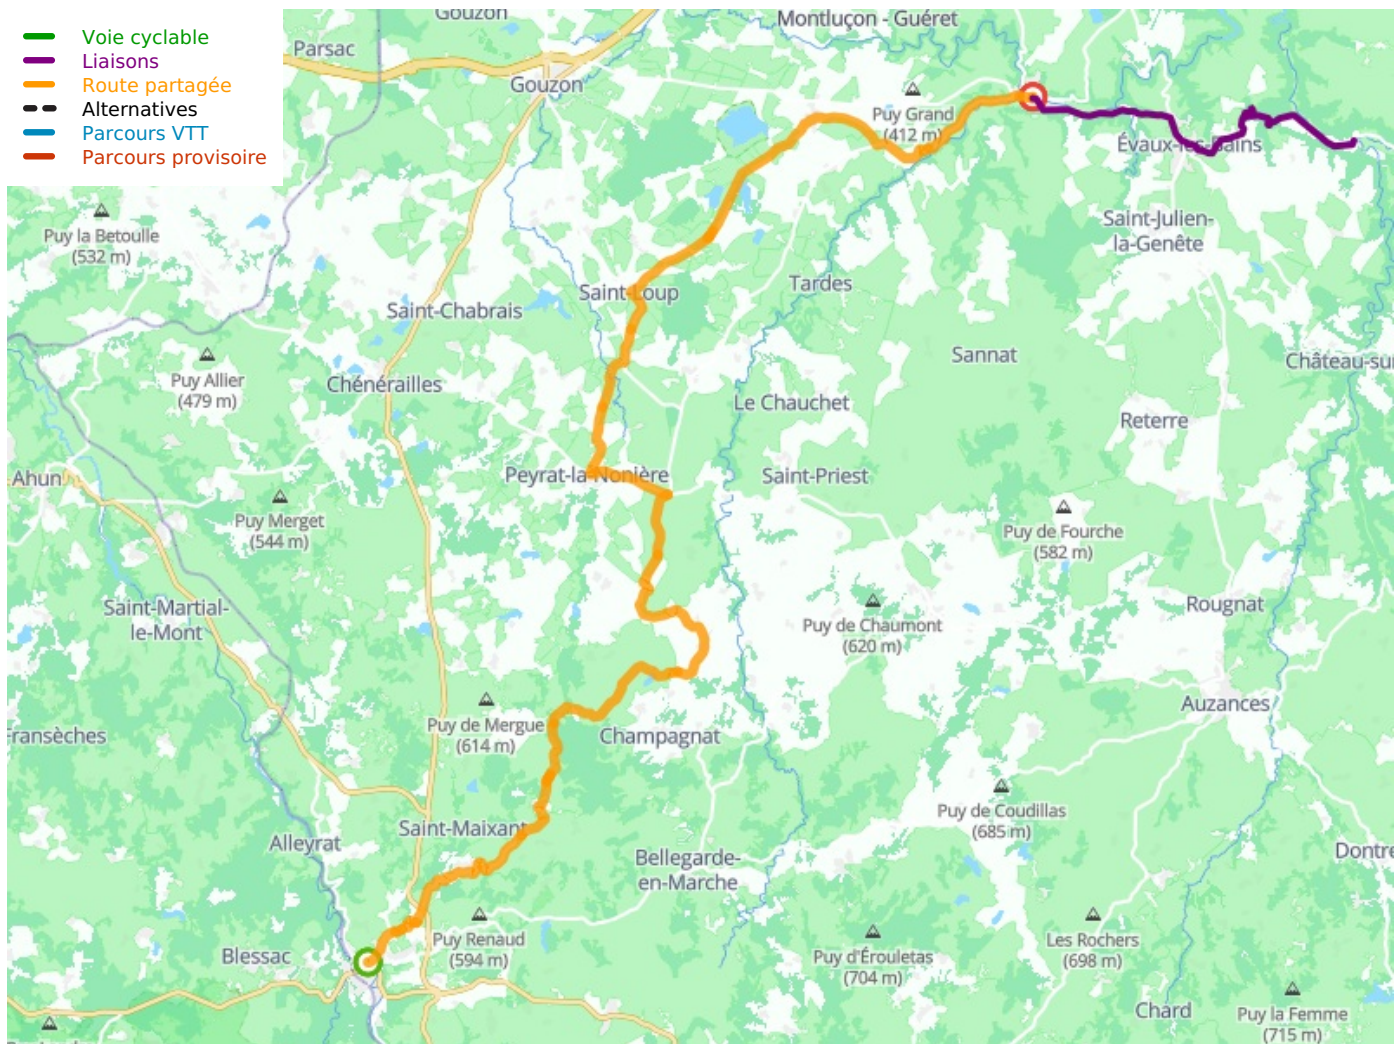 Voie cyclable
Liaisons
Route partagée
Alternatives
Parcours VTT
Parcours provisoire
Gouzon
Montluçon - Guéret
Parsac
Gouzon
Puy Grand
(412 m)
Évaux-les-Bains
Puy la Betoulle
(532 m)
Saint-Julien-
la-Genête
Tardes
Saint-Loup
Saint-Chabrais
Sannat
Château-sur
Puy Allier
(479 m)
Chénérailles
Le Chauchet
Reterre
Ahun
Peyrat-la-Nonière
Saint-Priest
Puy Merget
(544 m)
Puy de Fourche
(582 m)
Saint-Martial-
le-Mont
Rougnat
Puy de Chaumont
(620 m)
Auzances
Fransèches
Puy de Mergue
(614 m)
Champagnat
Puy de Coudillas
(685 m)
Saint-Maixant
Alleyrat
Dontre
Bellegarde-
en-Marche
Blessac
Puy Renaud
(594 m)
Puy d'Érouletas
(704 m)
Les Rochers
(698 m)
Chard
Puy la Femme
(715 m)